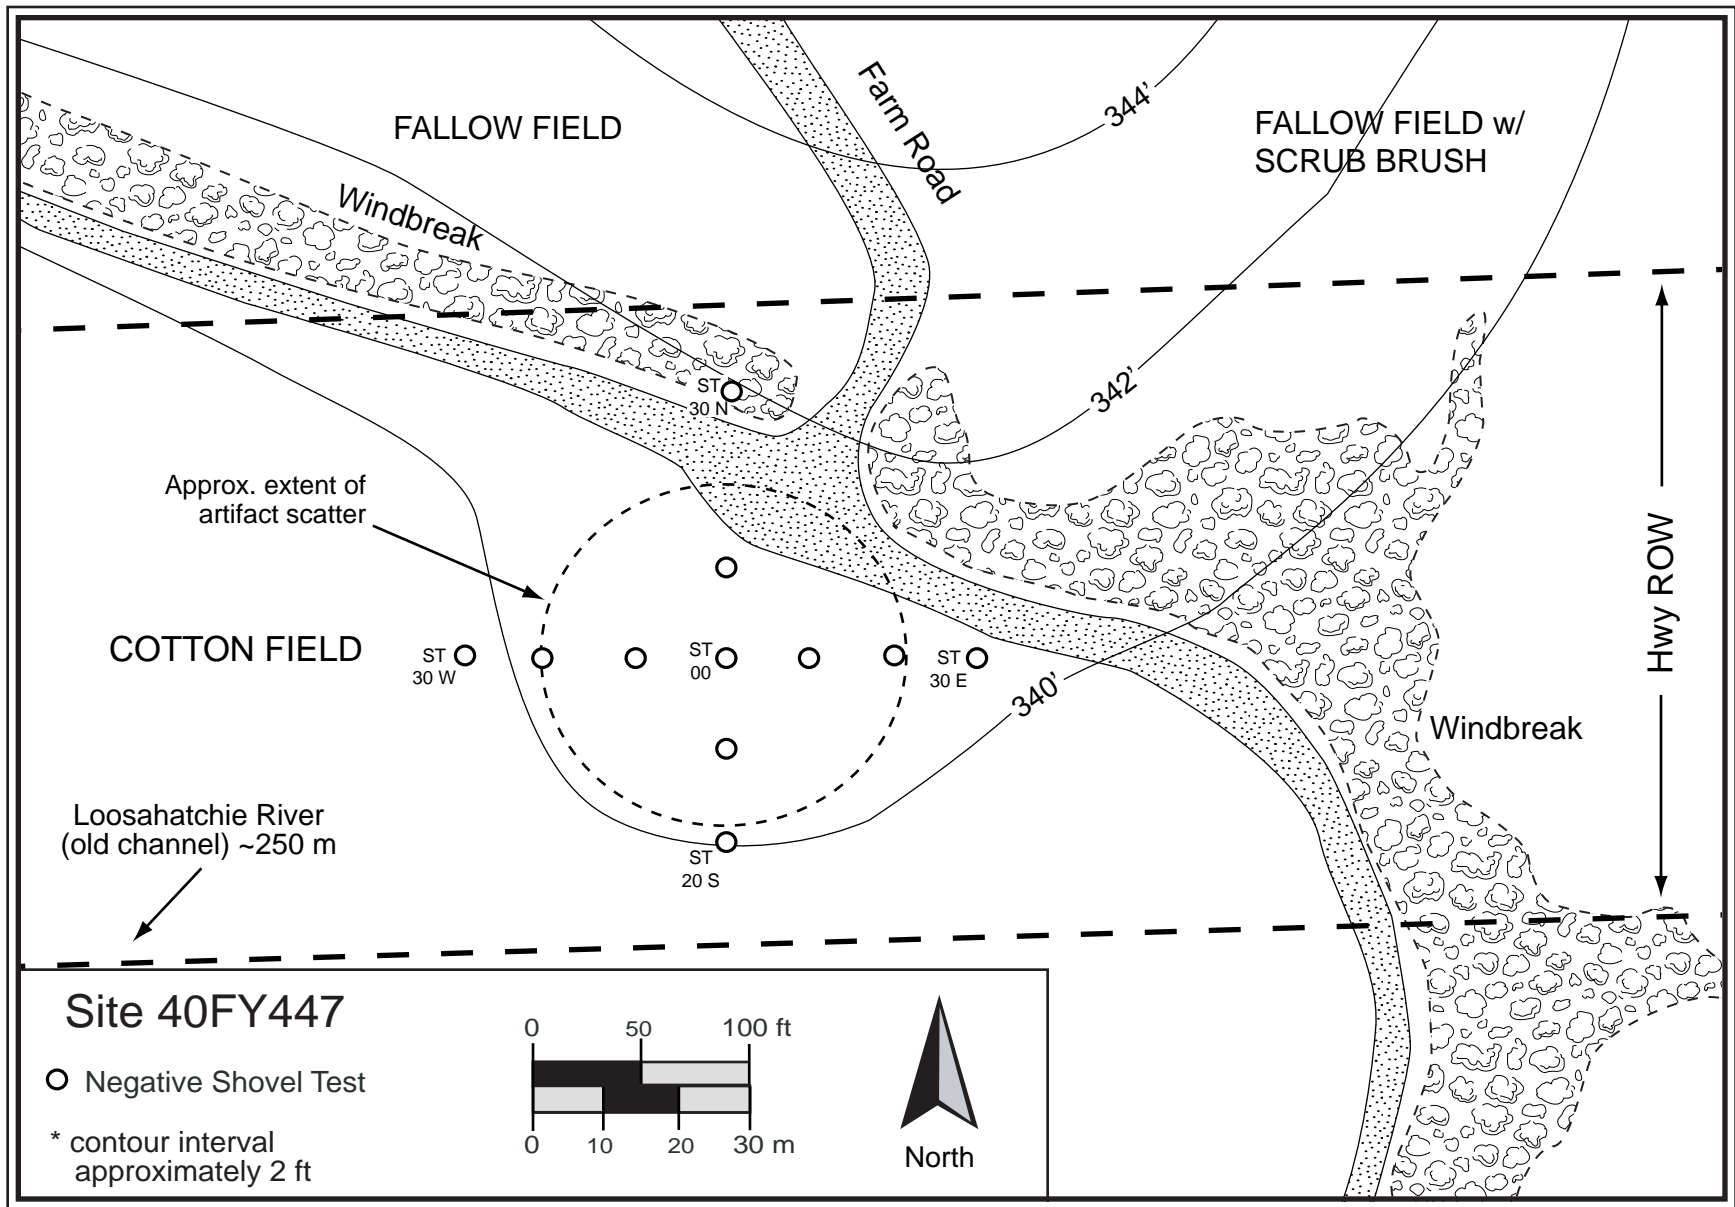 FALLOW FIELD
Farm Road
344'
FALLOW FIELD w/
SCRUB BRUSH
Windbreak
ST
30 N
342'
Approx. extent of
artifact scatter
Hwy ROW
COTTON FIELD
ST
30 W
ST
00
ST
30 E
340'
Windbreak
Loosahatchie River
(old channel) ~250 m
ST
20 S
Site 40FY447
Negative Shovel Test
* contour interval
approximately 2 ft
0 50 100 ft
0 10 20 30 m
North